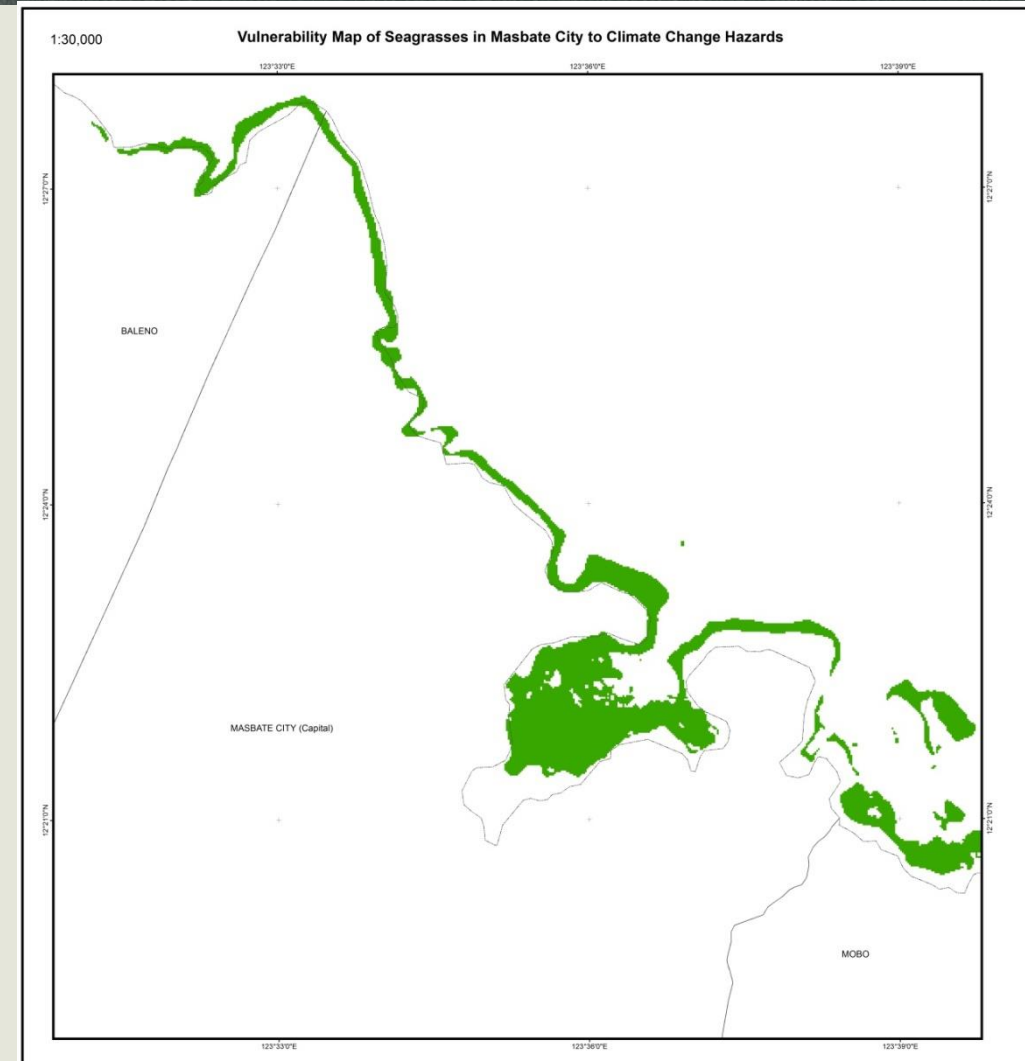 1:30,000
Vulnerability Map of Seagrasses in Masbate City to Climate Change Hazards
123°33'0"E
123°36'0"E
123°39'0"E
12°27'0"N
12°27'0"N
BALENO
12°24'0"N
12°24'0"N
MASBATE CITY (Capital)
12°21'0"N
12°21'0"N
MOBO
123°33'0"E
123°36'0"E
123°39'0"E